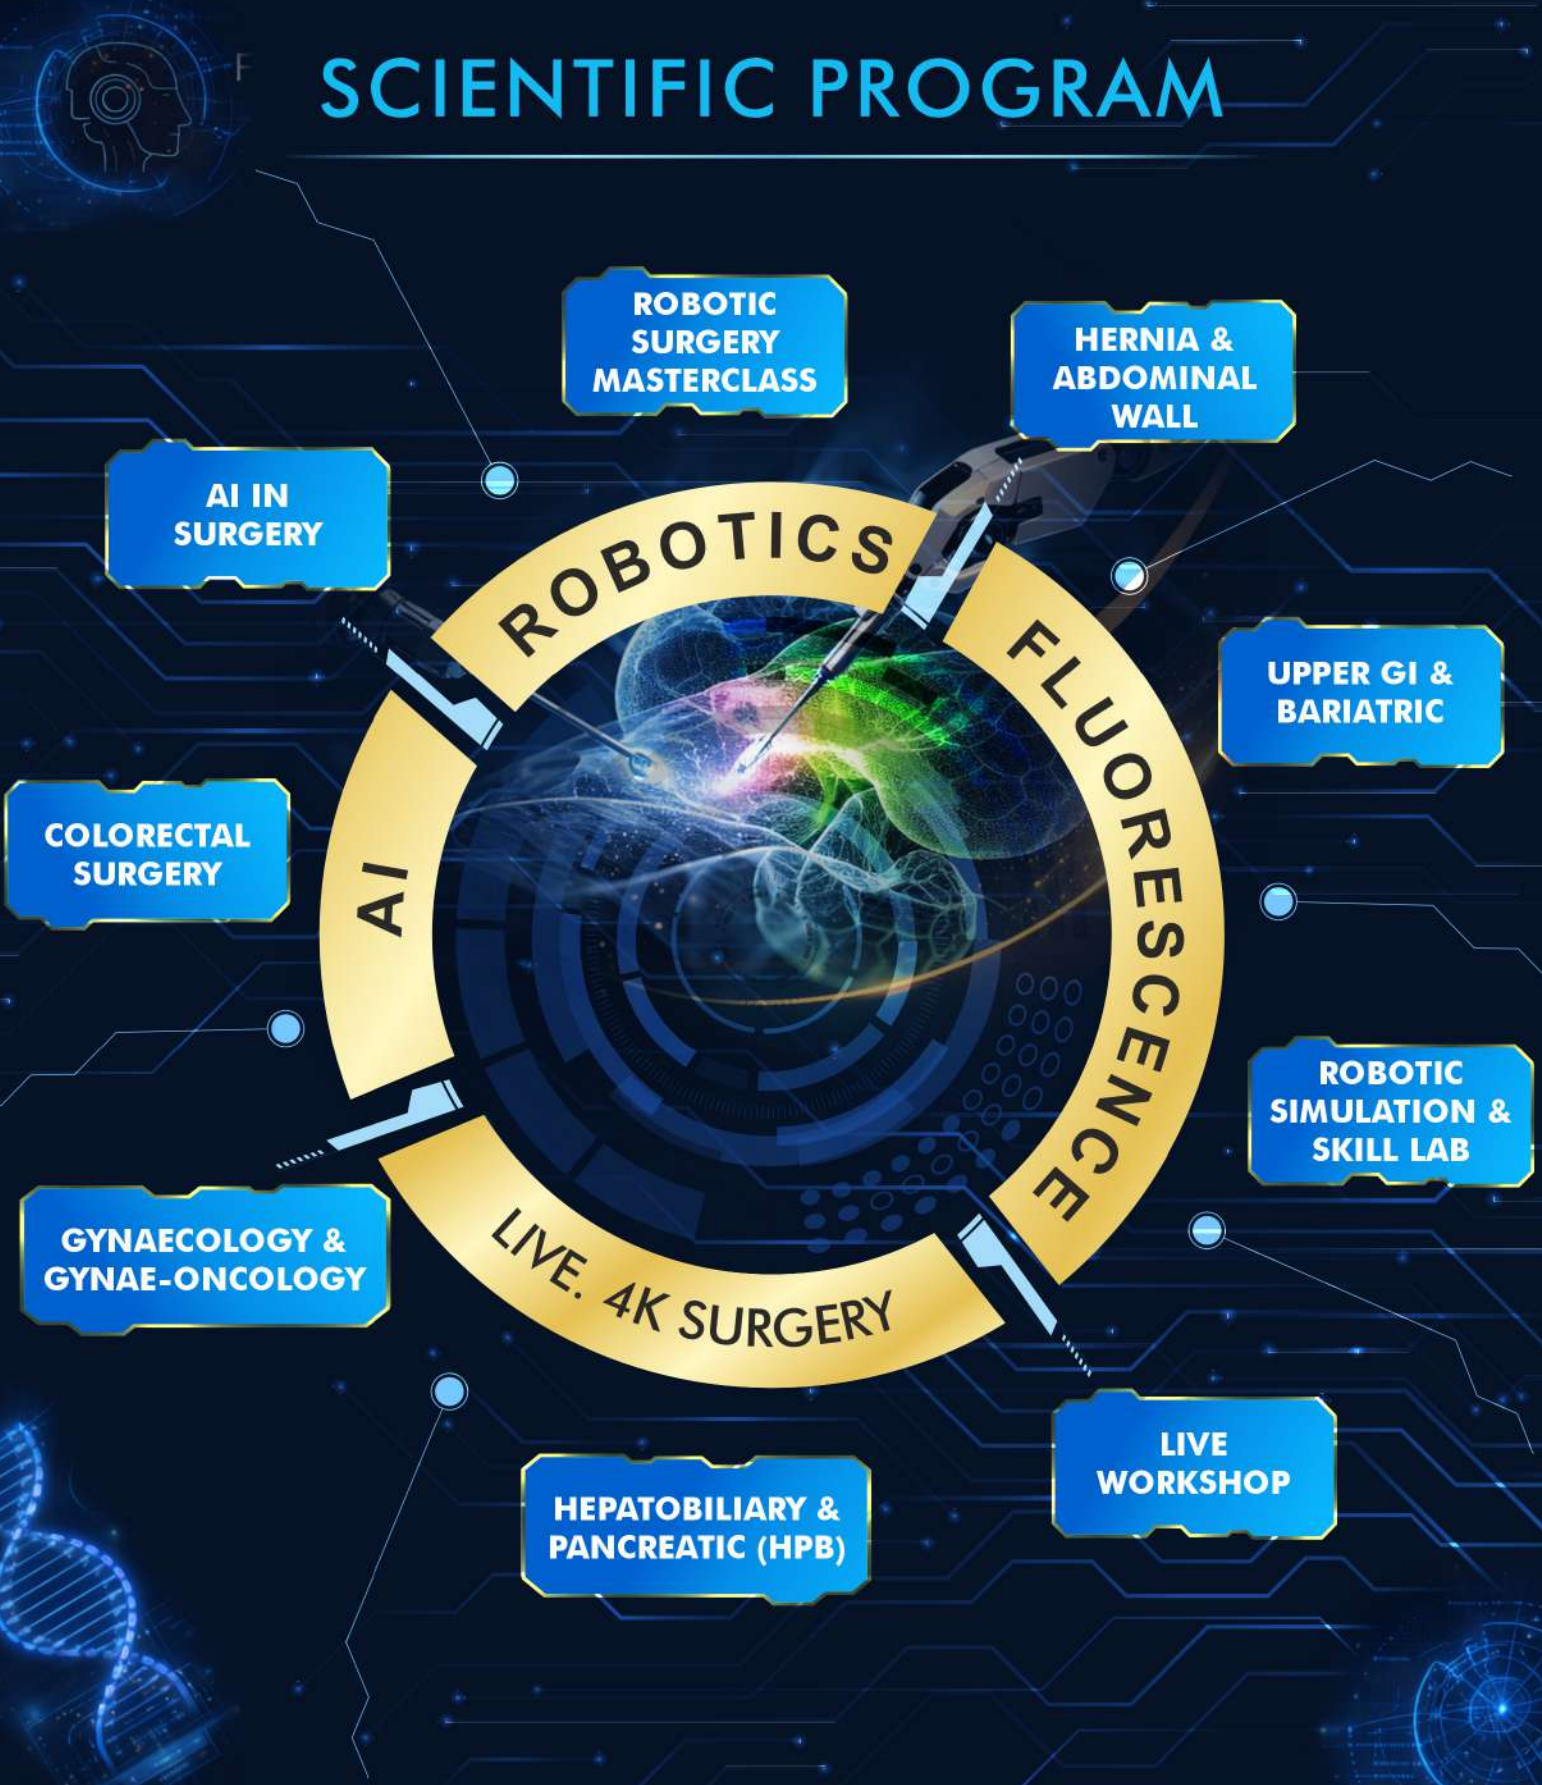 F
SCIENTIFIC PROGRAM
ROBOTIC
SURGERY
MASTERCLASS
HERNIA &
ABDOMINAL
WALL
AI IN
SURGERY
ROBOTICS
FLUORESCENCE
UPPER GI &
BARIATRIC
COLORECTAL
SURGERY
AI
ROBOTIC
SIMULATION &
SKILL LAB
GYNAECOLOGY &
GYNAE-ONCOLOGY
LIVE. 4K SURGERY
LIVE
WORKSHOP
HEPATOBILIARY &
PANCREATIC (HPB)